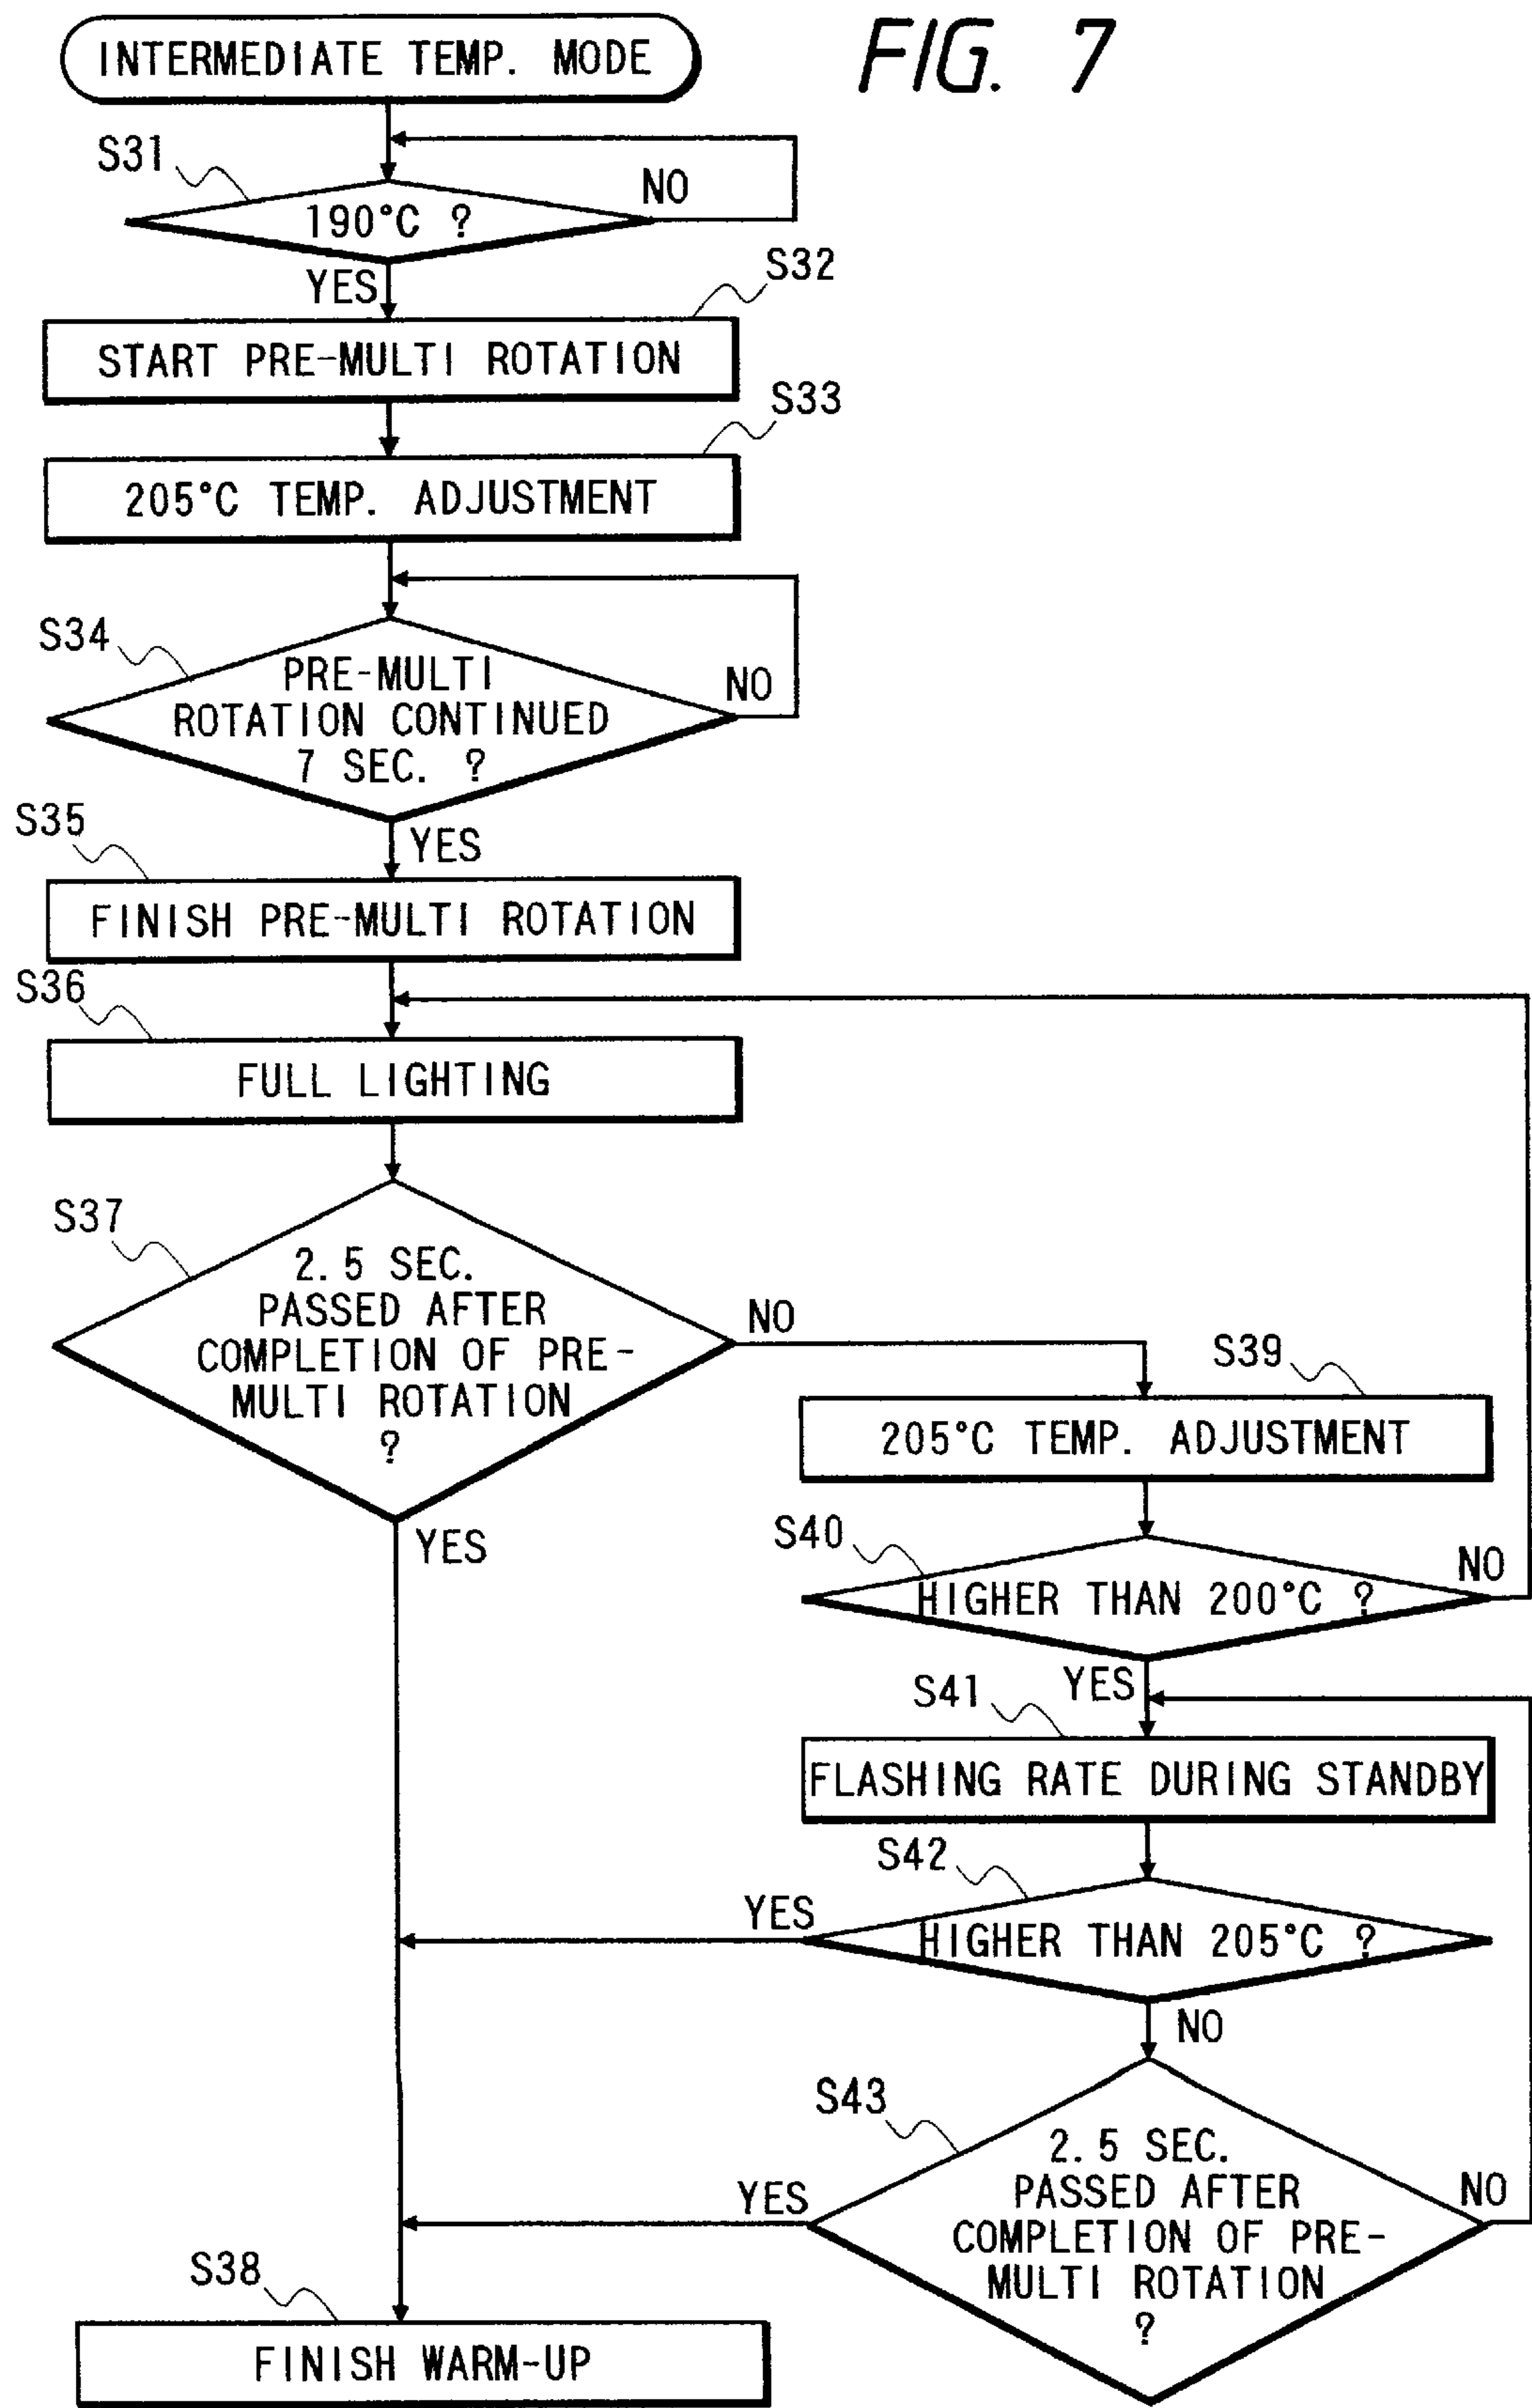 FIG. 7
INTERMEDIATE TEMP. MODE
S31
190°C ?
NO
YES
S32
START PRE-MULTI ROTATION
S33
205°C TEMP. ADJUSTMENT
S34
PRE-MULTI
ROTATION CONTINUED
7 SEC. ?
NO
YES
S35
FINISH PRE-MULTI ROTATION
S36
FULL LIGHTING
S37
2.5 SEC.
PASSED AFTER
COMPLETION OF PRE-
MULTI ROTATION
?
NO
YES
S39
205°C TEMP. ADJUSTMENT
S40
HIGHER THAN 200°C ?
NO
YES
S41
FLASHING RATE DURING STANDBY
S42
HIGHER THAN 205°C ?
YES
NO
S43
2.5 SEC.
PASSED AFTER
COMPLETION OF PRE-
MULTI ROTATION
?
YES
NO
S38
FINISH WARM-UP